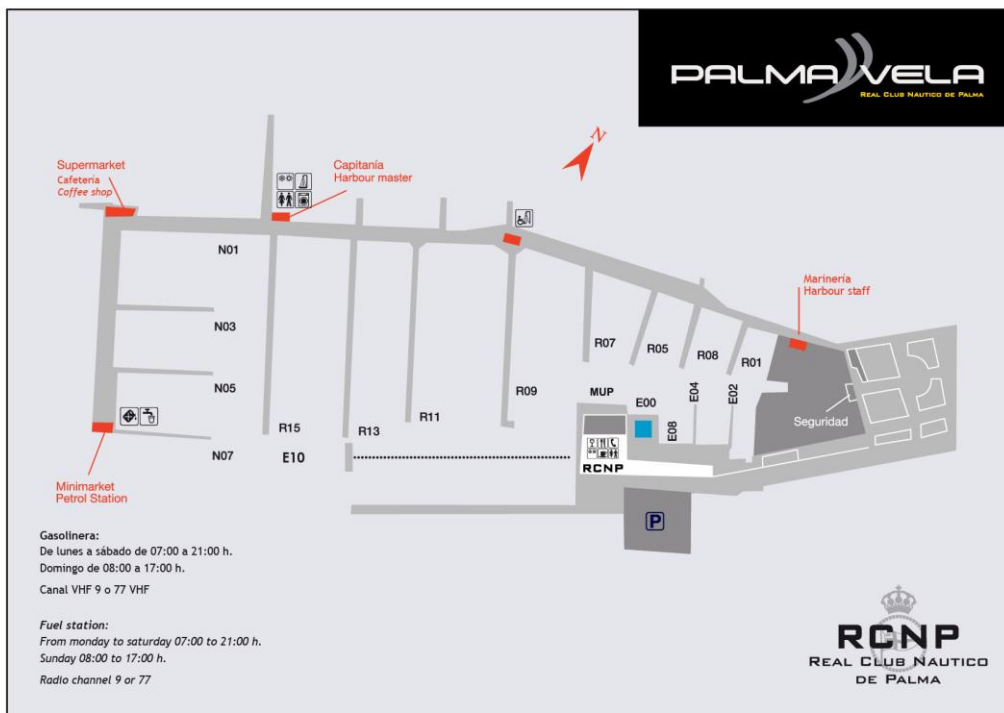 PALMA VELA
REAL CLUB NÁUTICO DE PALMA
N
Supermarket
Cafetería
Coffee shop
Capitanía
Harbour master
Marinería
Harbour staff
N01
N03
N05
N07
R15
E10
R13
R11
R09
R07
R05
R08
R01
MUP
E00
E08
E04
E02
Seguridad
RCNP
P
Minimarket
Petrol Station
Gasolinera:
De lunes a sábado de 07:00 a 21:00 h.
Domingo de 08:00 a 17:00 h.
Canal VHF 9 o 77 VHF
Fuel station:
From monday to saturday 07:00 to 21:00 h.
Sunday 08:00 to 17:00 h.
Radio channel 9 or 77
RCNP
REAL CLUB NÁUTICO
DE PALMA